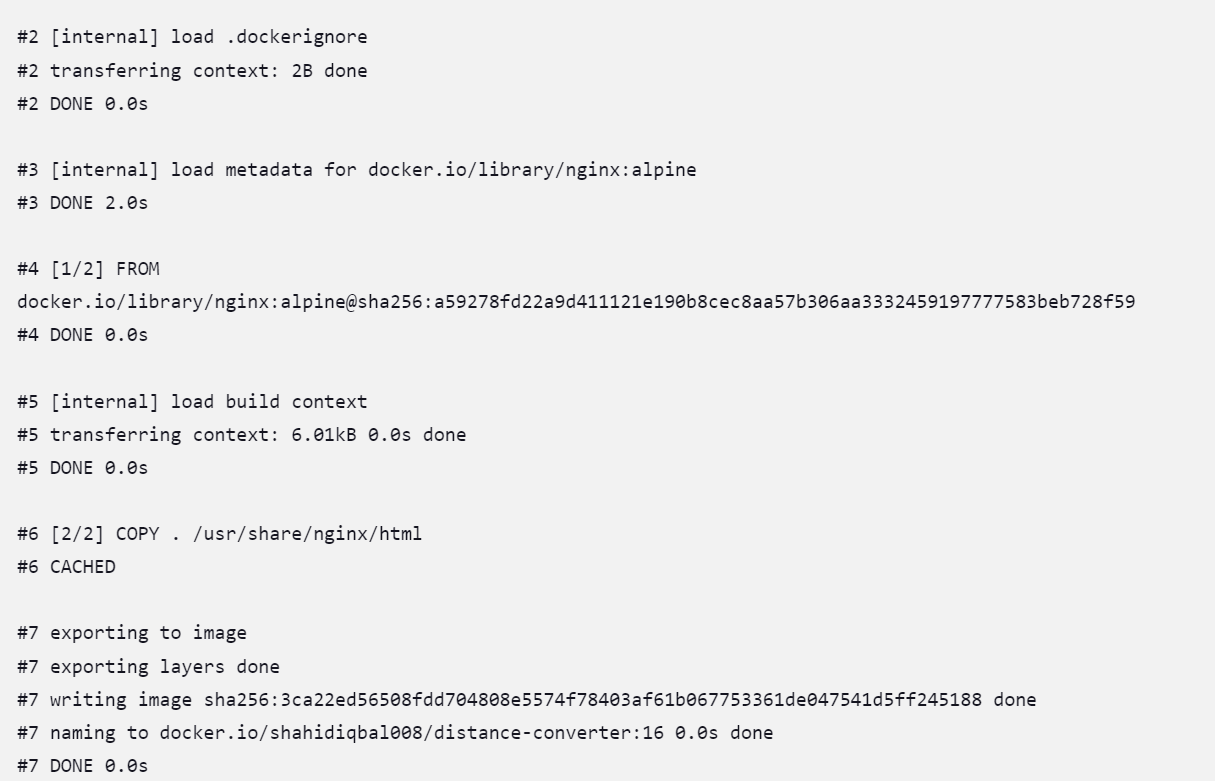 #2 [internal] load .dockerignore
#2 transferring context: 2B done
#2 DONE 0.0s
#3 [internal] load metadata for docker.io/library/nginx:alpine
#3 DONE 2.0s
#4 [1/2] FROM
docker.io/library/nginx:alpine@sha256:a59278fd22a9d411121e190b8cec8aa57b306aa3332459197777583beb728f59
#4 DONE 0.0s
#5 [internal] load build context
#5 transferring context: 6.01kB 0.0s done
#5 DONE 0.0s
#6 [2/2] COPY . /usr/share/nginx/html
#6 CACHED
#7 exporting to image
#7 exporting layers done
#7 writing image sha256:3ca22ed56508fdd704808e5574f78403af61b067753361de047541d5ff245188 done
#7 naming to docker.io/shahidiqbal008/distance-converter:16 0.0s done
#7 DONE 0.0s